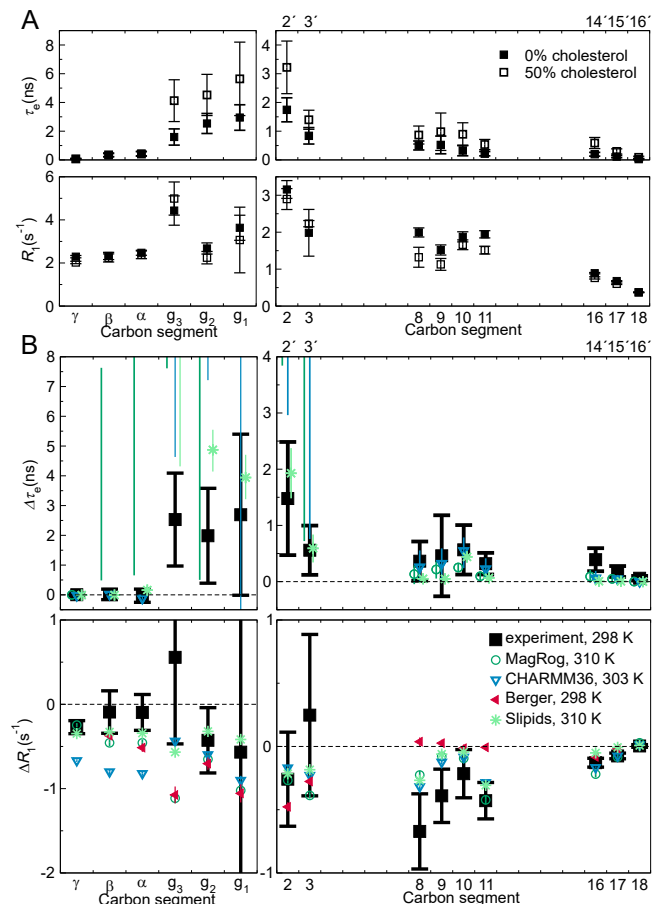 A
2´ 3´ 14´15´16´
8
6
4
2
0
τe(ns)
4
3
2
1
0
0% cholesterol
50% cholesterol
6
4
2
0
R1(s-1)
3
2
1
0
γ β α g3 g2 g1
Carbon segment
2 3 8 9 10 11 16 17 18
Carbon segment
B
2´ 3´ 14´15´16´
8
7
6
5
4
3
2
1
0
Δτe(ns)
4
3
2
1
0
1
0
-1
-2
ΔR1(s-1)
1
0
-1
experiment, 298 K
MagRog, 310 K
CHARMM36, 303 K
Berger, 298 K
Slipids, 310 K
γ β α g3 g2 g1
Carbon segment
2 3 8 9 10 11 16 17 18
Carbon segment